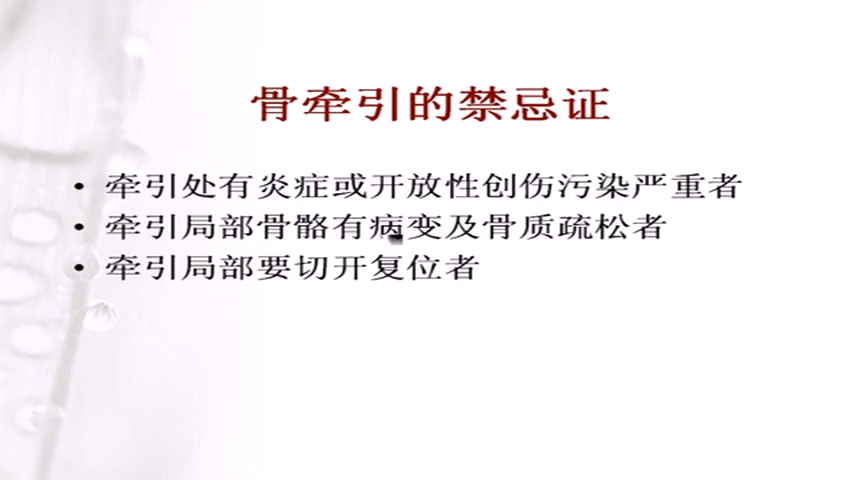 骨牵引的禁忌证
• 牵引处有炎症或开放性创伤污染严重者
• 牵引局部骨骼有病变及骨质疏松者
• 牵引局部要切开复位者